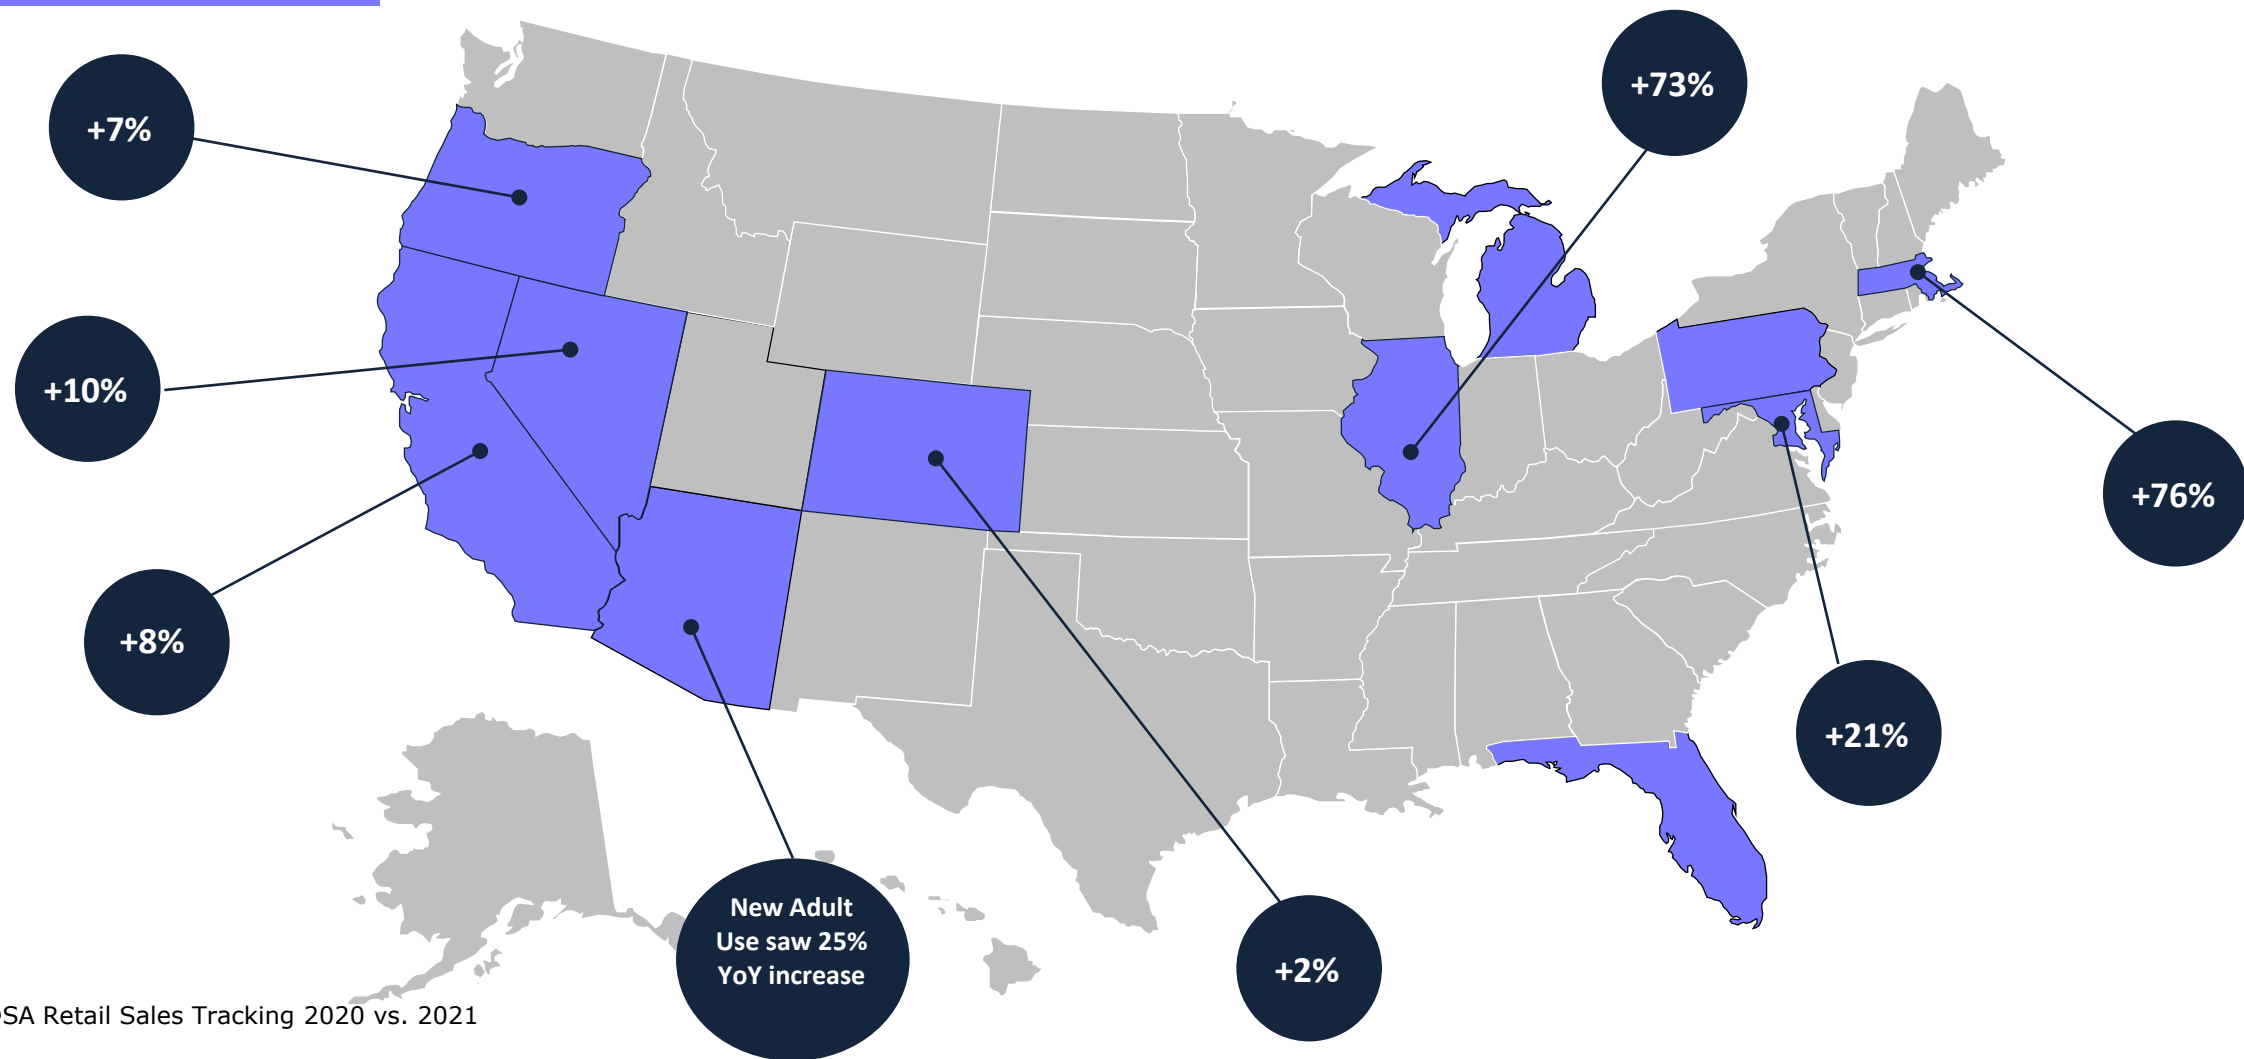 +73%
+7%
+10%
+76%
+8%
+21%
New Adult
Use saw 25%
YoY increase
+2%
Retail Sales Tracking 2020 vs. 2021